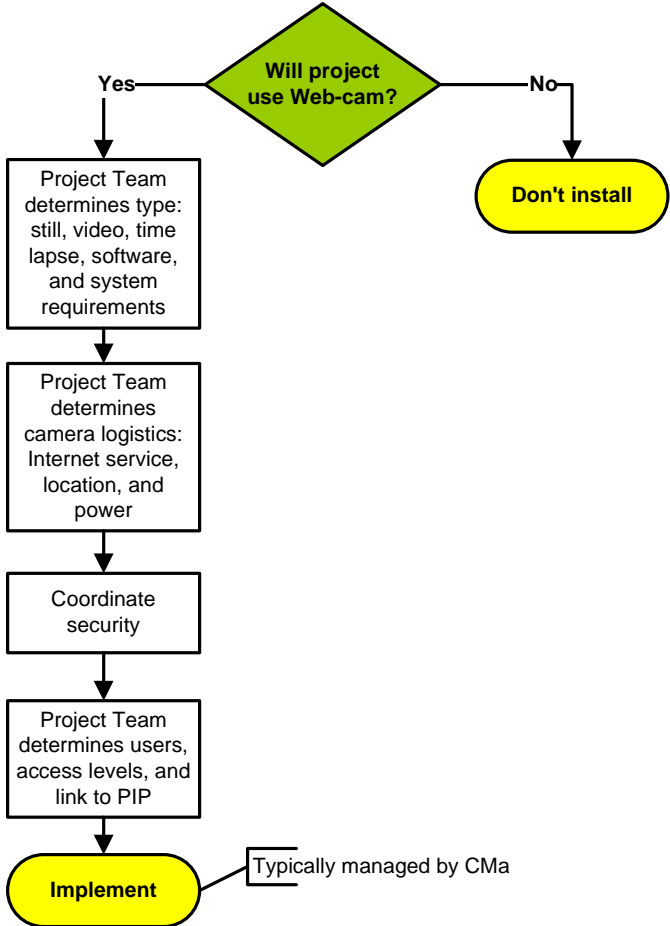 Will project
use Web-cam?
Yes
No
Project Team
determines type:
still, video, time
lapse, software,
and system
requirements
Don't install
Project Team
determines
camera logistics:
Internet service,
location, and
power
Coordinate
security
Project Team
determines users,
access levels, and
link to PIP
Implement
Typically managed by CMa